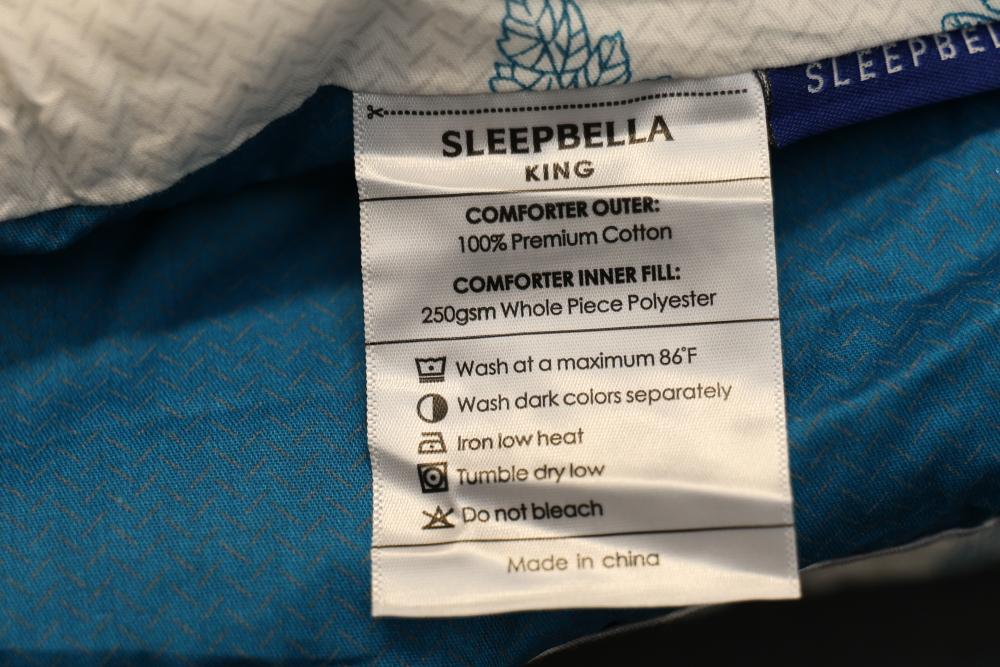 SLEEPBELLA
KING
COMFORTER OUTER:
100% Premium Cotton
COMFORTER INNER FILL:
250gsm Whole Piece Polyester
Wash at a maximum 86°F
Wash dark colors separately
Iron low heat
Tumble dry low
Do not bleach
Made in china
SLEEPBEL